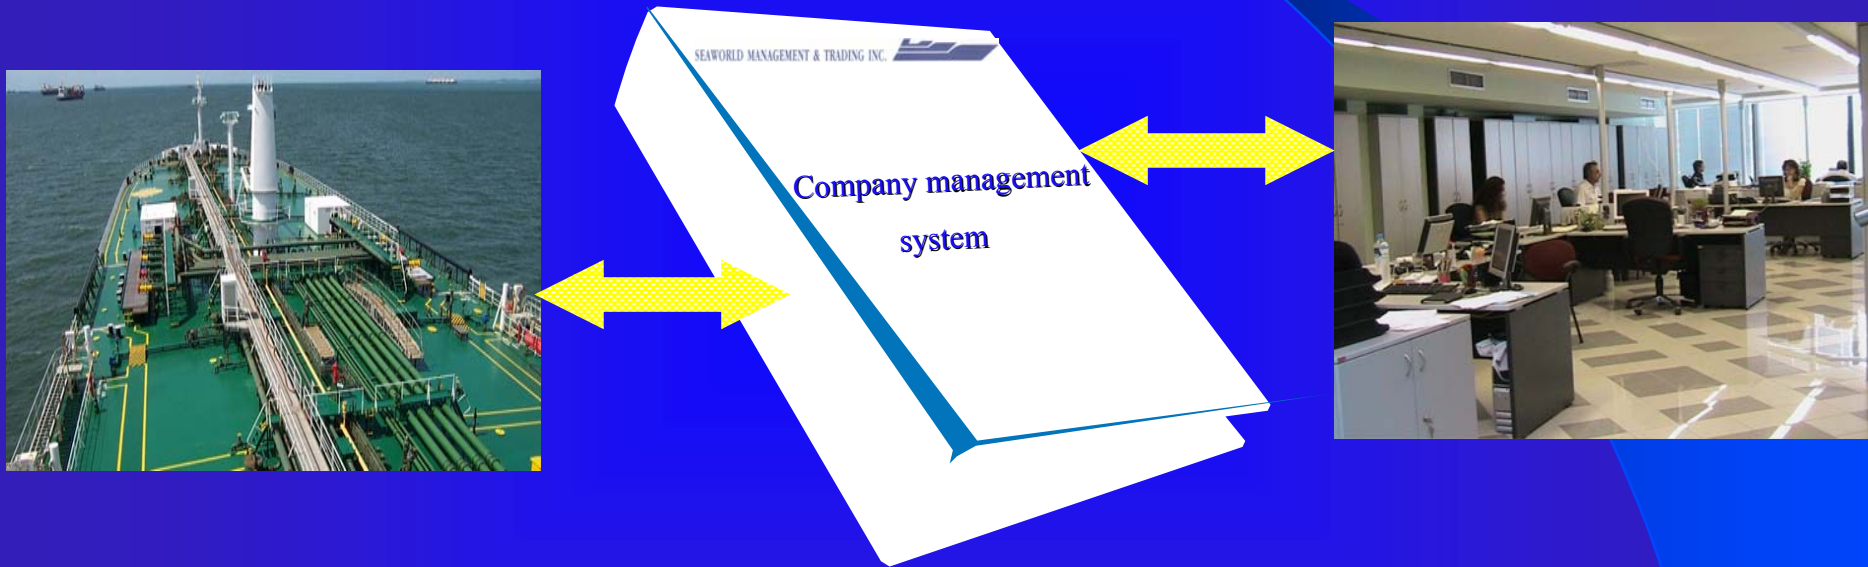 SEAWORLD MANAGEMENT & TRADING INC.
Company management
system